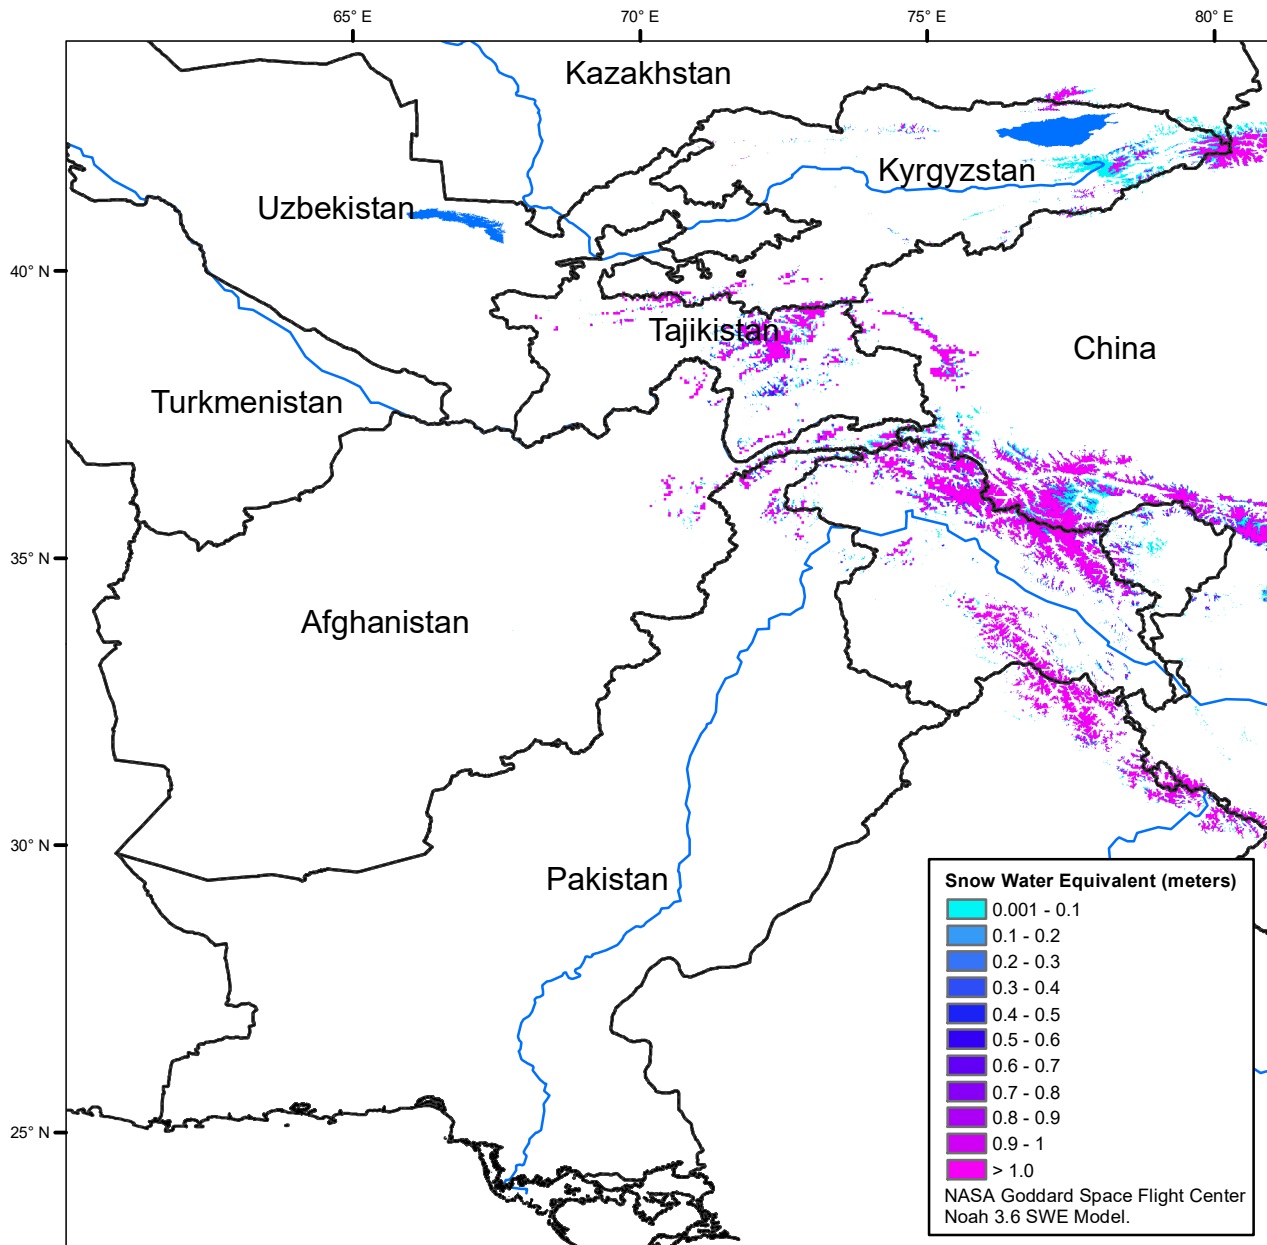 65° E
70° E
75° E
80° E
Kazakhstan
Kyrgyzstan
Uzbekistan
40° N
Tajikistan
China
Turkmenistan
35° N
Afghanistan
30° N
Pakistan
25° N
Snow Water Equivalent (meters)
0.001 - 0.1
0.1 - 0.2
0.2 - 0.3
0.3 - 0.4
0.4 - 0.5
0.5 - 0.6
0.6 - 0.7
0.7 - 0.8
0.8 - 0.9
0.9 - 1
> 1.0
NASA Goddard Space Flight Center
Noah 3.6 SWE Model.